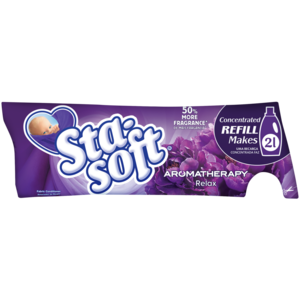 Sta-
soft
50%
MORE
FRAGRANCE
Concentrated
REFILL
Makes
2l
AROMATHERAPY
Relax